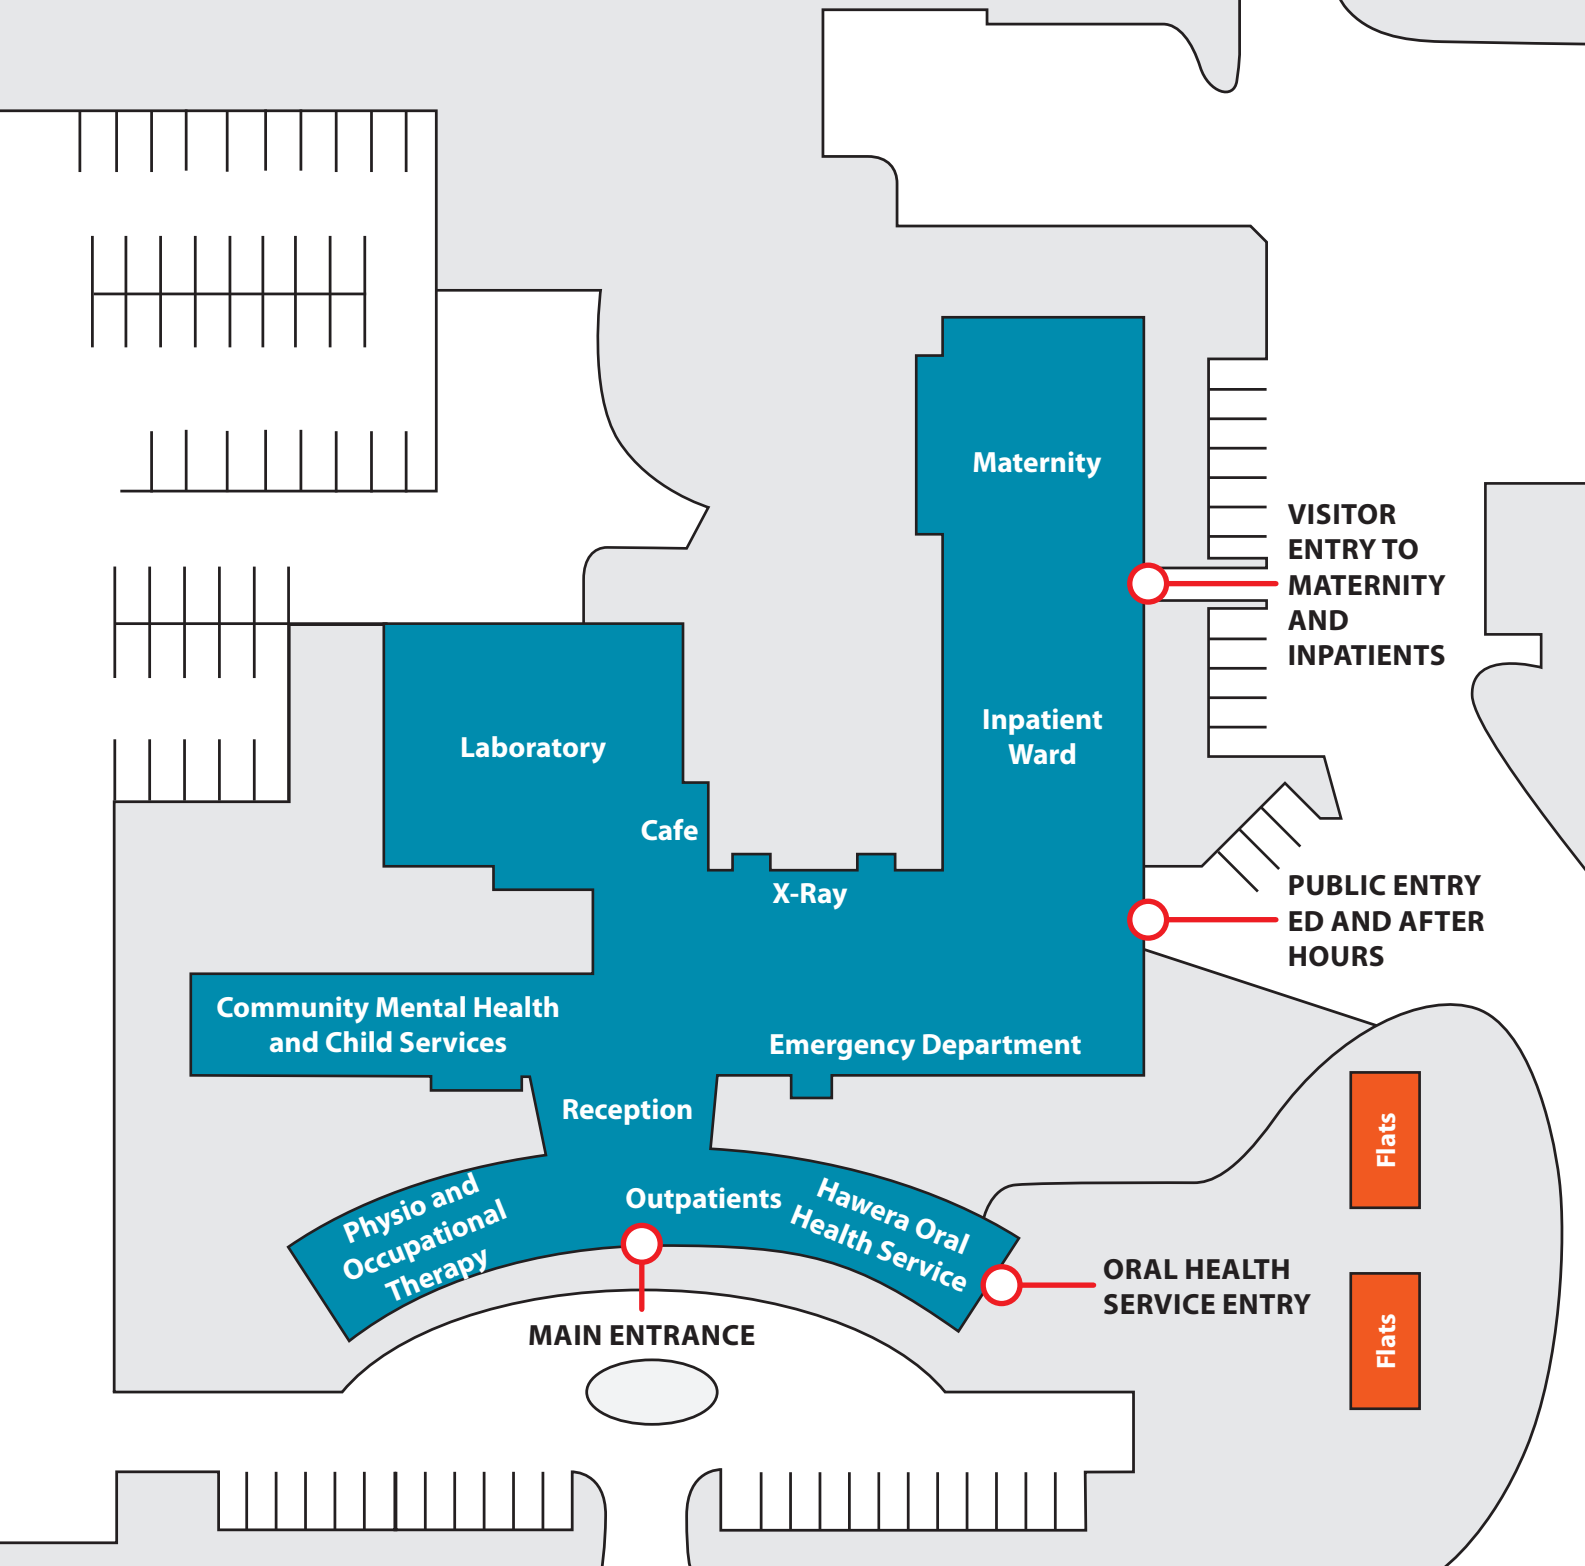 Maternity
VISITOR
ENTRY TO
MATERNITY
AND
INPATIENTS
Inpatient
Ward
Laboratory
Cafe
X-Ray
PUBLIC ENTRY
ED AND AFTER
HOURS
Community Mental Health
and Child Services
Emergency Department
Reception
Physio and
Occupational
Therapy
Outpatients
Hawera Oral
Health Service
Flats
ORAL HEALTH
SERVICE ENTRY
MAIN ENTRANCE
Flats